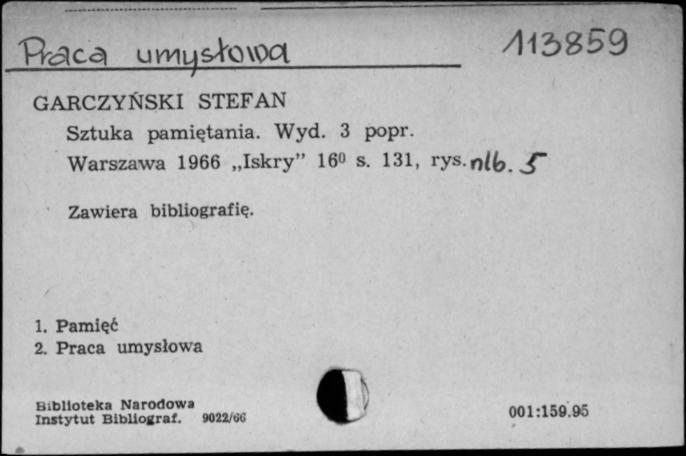 Praca umysłowa 113859
GARCZYŃSKI STEFAN
Sztuka pamiętania. Wyd. 3 popr.
Warszawa 1966 „Iskry” 16⁰ s. 131, rys. nlb. 5
Zawiera bibliografię.
1. Pamięć
2. Praca umysłowa
Biblioteka Narodowa
Instytut Bibliograf. 9022/66 001:159.95